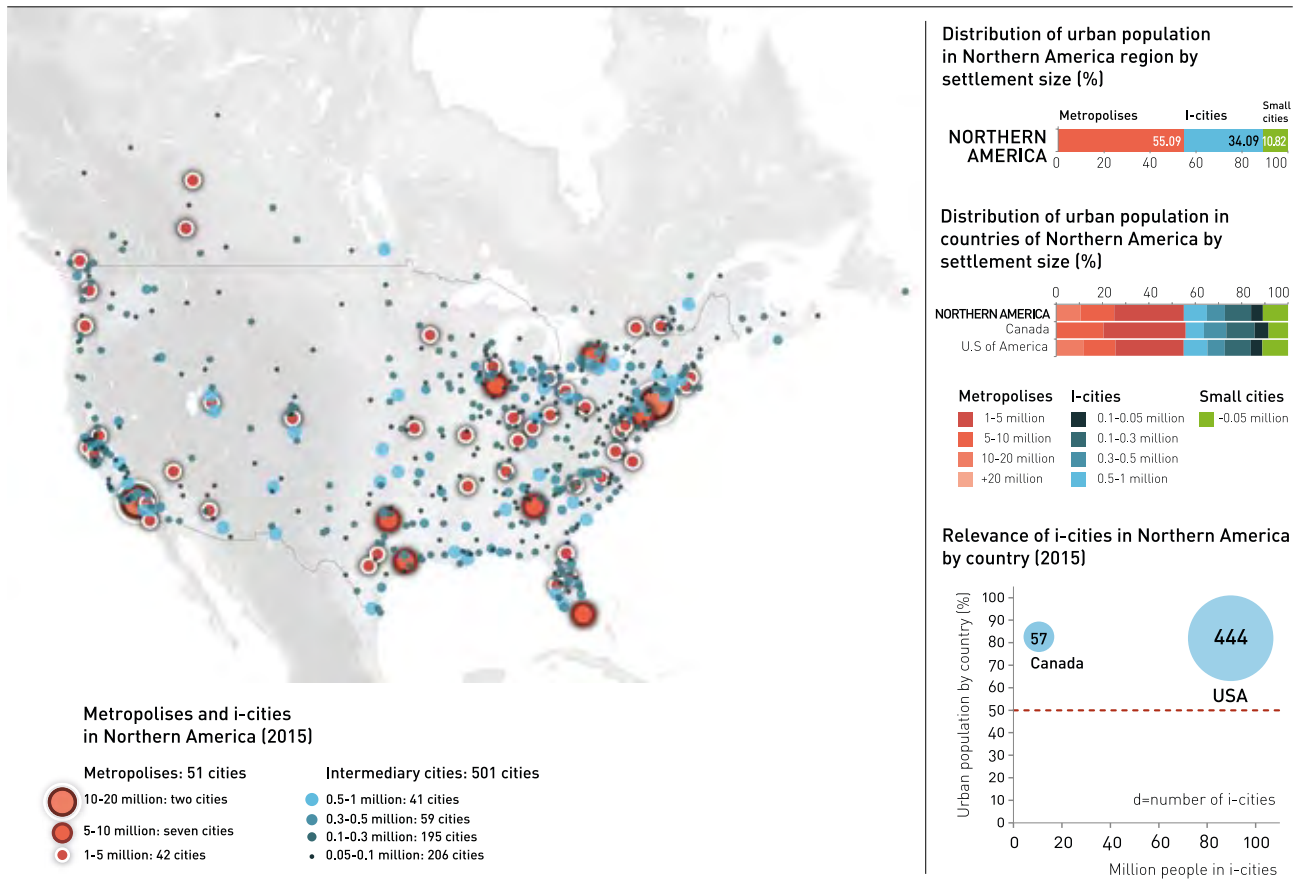 Distribution of urban population
in Northern America region by
settlement size (%)
Metropolises I-cities Small cities
NORTHERN AMERICA
55.09 34.09 10.82
0 20 40 60 80 100
Distribution of urban population in
countries of Northern America by
settlement size (%)
0 20 40 60 80 100
NORTHERN AMERICA
Canada
U.S of America
Metropolises
1-5 million
5-10 million
10-20 million
+20 million
I-cities
0.1-0.05 million
0.1-0.3 million
0.3-0.5 million
0.5-1 million
Small cities
-0.05 million
Relevance of i-cities in Northern America
by country (2015)
Urban population by country (%)
100
90
80
70
60
50
40
30
20
10
0
57
Canada
444
USA
d=number of i-cities
0 20 40 60 80 100
Million people in i-cities
Metropolises and i-cities
in Northern America (2015)
Metropolises: 51 cities
10-20 million: two cities
5-10 million: seven cities
1-5 million: 42 cities
Intermediary cities: 501 cities
0.5-1 million: 41 cities
0.3-0.5 million: 59 cities
0.1-0.3 million: 195 cities
0.05-0.1 million: 206 cities